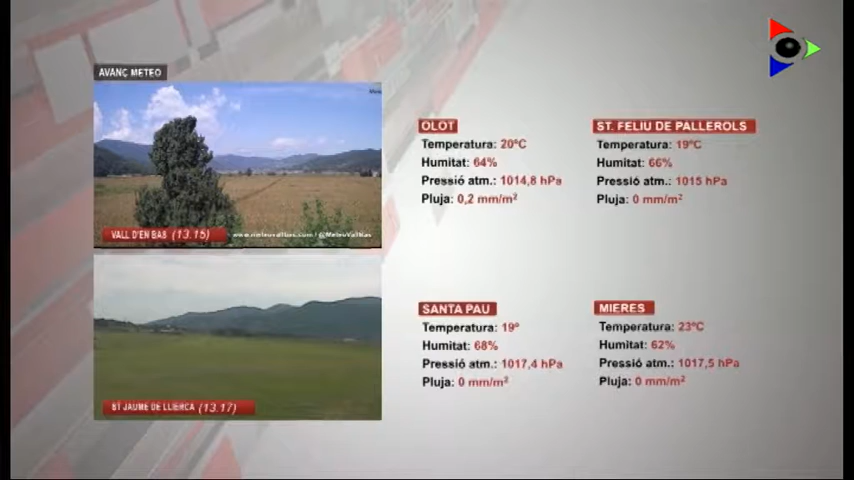 AVANÇ METEO
VALL D'EN BAS (13.15)
www.meteovallbas.com / @MeteoVallBas
ST JAUME DE LLIERCA (13.17)
OLOT
Temperatura: 20ºC
Humitat: 64%
Pressió atm.: 1014,8 hPa
Pluja: 0,2 mm/m²
ST. FELIU DE PALLEROLS
Temperatura: 19ºC
Humitat: 66%
Pressió atm.: 1015 hPa
Pluja: 0 mm/m²
SANTA PAU
Temperatura: 19º
Humitat: 68%
Pressió atm.: 1017,4 hPa
Pluja: 0 mm/m²
MIERES
Temperatura: 23ºC
Humitat: 62%
Pressió atm.: 1017,5 hPa
Pluja: 0 mm/m²